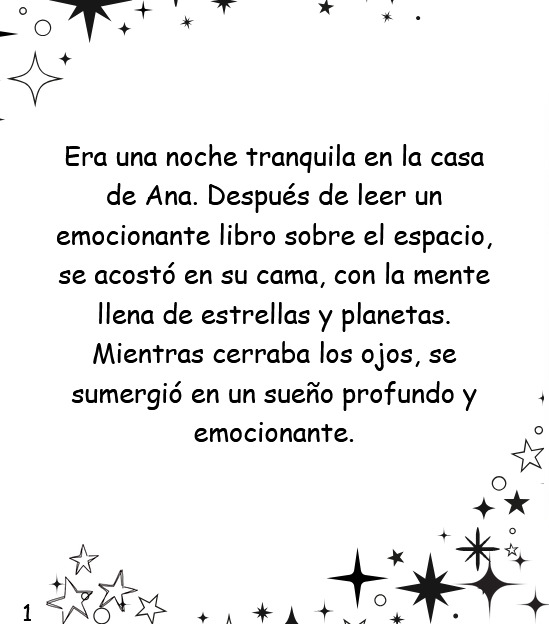 Era una noche tranquila en la casa
de Ana. Después de leer un
emocionante libro sobre el espacio,
se acostó en su cama, con la mente
llena de estrellas y planetas.
Mientras cerraba los ojos, se
sumergió en un sueño profundo y
emocionante.
1